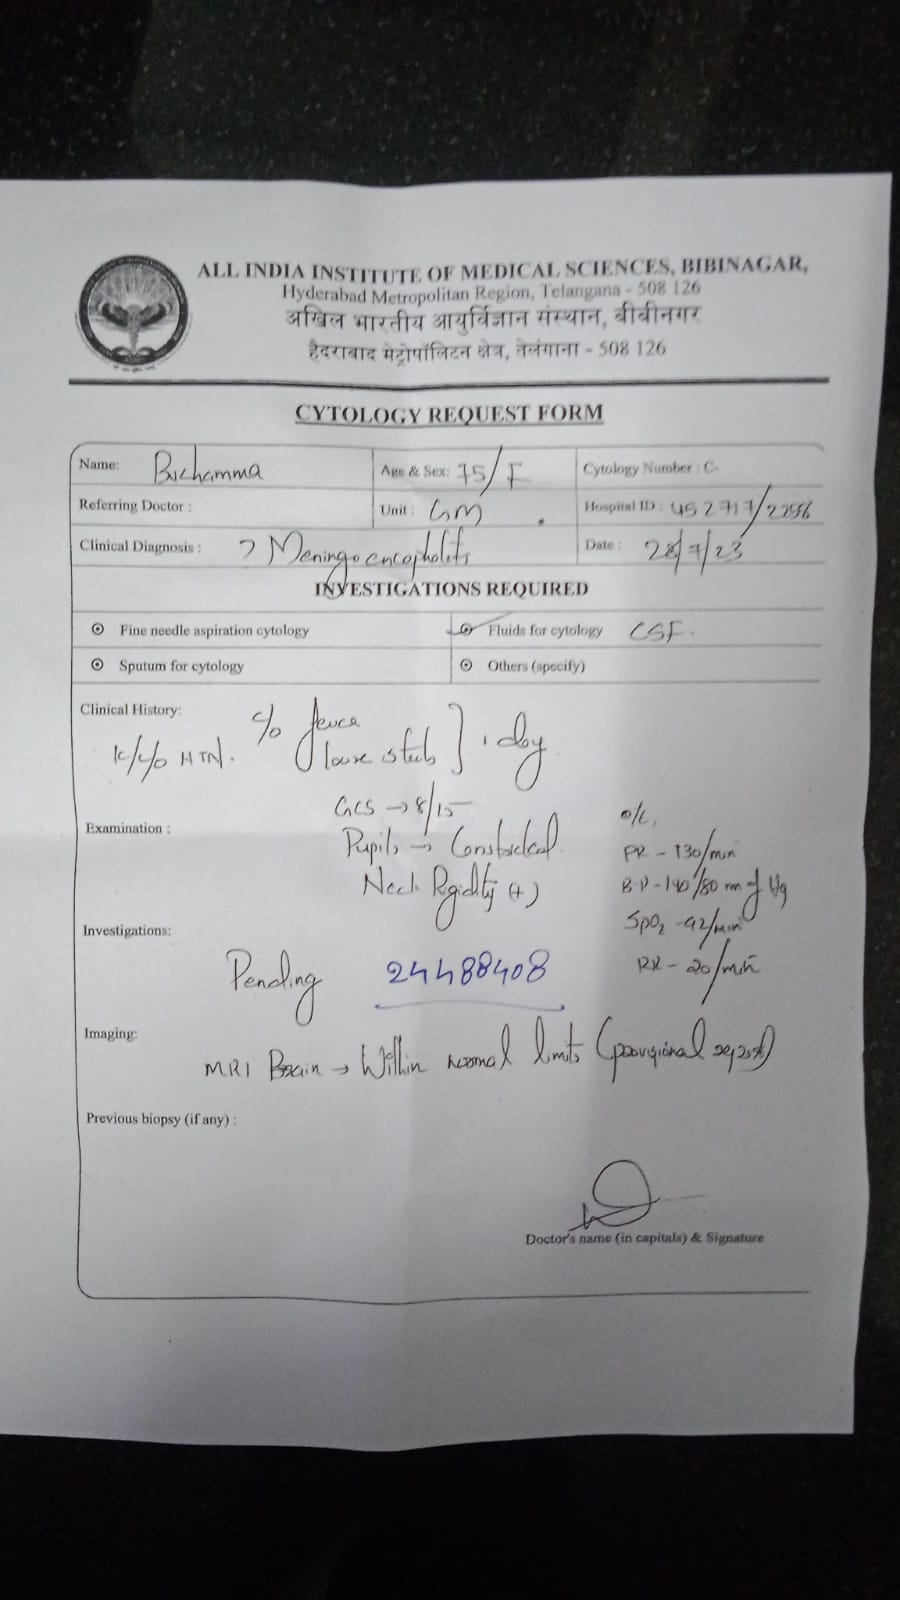 ALL INDIA INSTITUTE OF MEDICAL SCIENCES, BIBINAGAR,
Hyderabad Metropolitan Region, Telangana - 508 126
अखिल भारतीय आयुर्विज्ञान संस्थान, बीबीनगर
हैदराबाद मेट्रोपॉलिटन क्षेत्र, तेलंगाना - 508 126
CYTOLOGY REQUEST FORM
Name: Buchamma Age & Sex: 75/F Cytology Number : C-
Referring Doctor : Unit : GM Hospital ID : 452717/2256
Clinical Diagnosis : ? Meningoencephalitis Date : 28/7/23
INVESTIGATIONS REQUIRED
Fine needle aspiration cytology Fluids for cytology CSF.
Sputum for cytology Others (specify)
Clinical History: c/o fever
K/c/o HTN. loose stools ] 1 day
GCS → 8/15 o/e,
Examination : Pupils → Constricted PR - 130/min
Neck Rigidity (+) B.P - 140/80 mm of Hg
Investigations: SpO2 - 92/min
Pending 24488408 RR - 20/min
Imaging:
MRI Brain → Within normal limits (provisional report)
Previous biopsy (if any) :
Doctor's name (in capitals) & Signature